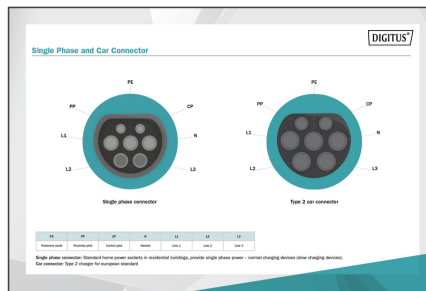 DIGITUS®
Single Phase and Car Connector
PE
PP
CP
L1
N
L2
L3
Single phase connector
PE
PP
CP
L1
N
L2
L3
Type 2 car connector
PE PP CP N L1 L2 L3
Protective earth Proximity pilot Control pilot Neutral Line 1 Line 2 Line 3
Single phase connector: Standard home power sockets in residential buildings, provide single phase power – normal charging devices (slow charging devices).
Car connector: Type 2 charger for european standard